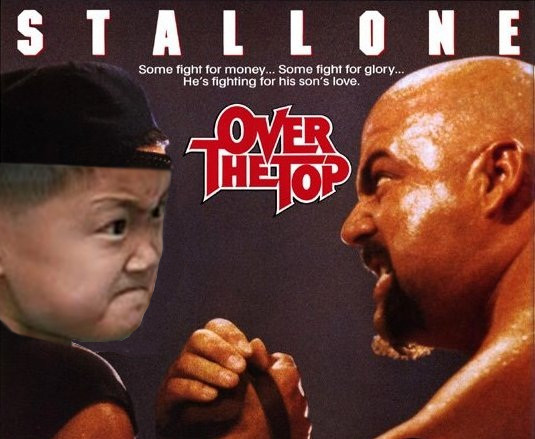 STALLONE
Some fight for money... Some fight for glory...
He's fighting for his son's love.
OVER
THE TOP